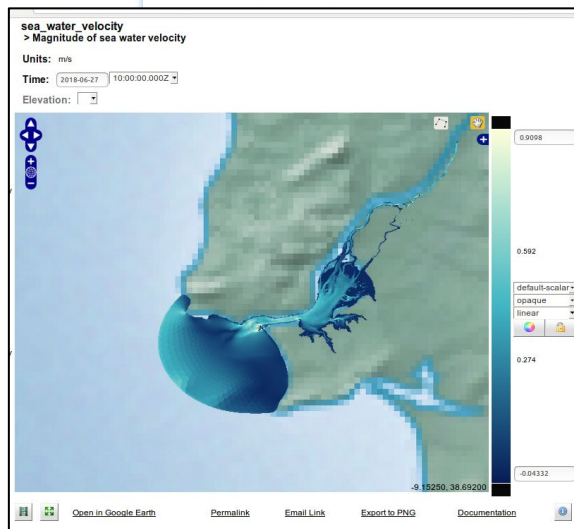 sea_water_velocity
> Magnitude of sea water velocity
Units: m/s
Time: 2018-06-27 10:00:00.000Z
Elevation:
0.9098
0.592
default-scalar
opaque
linear
0.274
-0.04332
-9.15250, 38.69200
Open in Google Earth Permalink Email Link Export to PNG Documentation